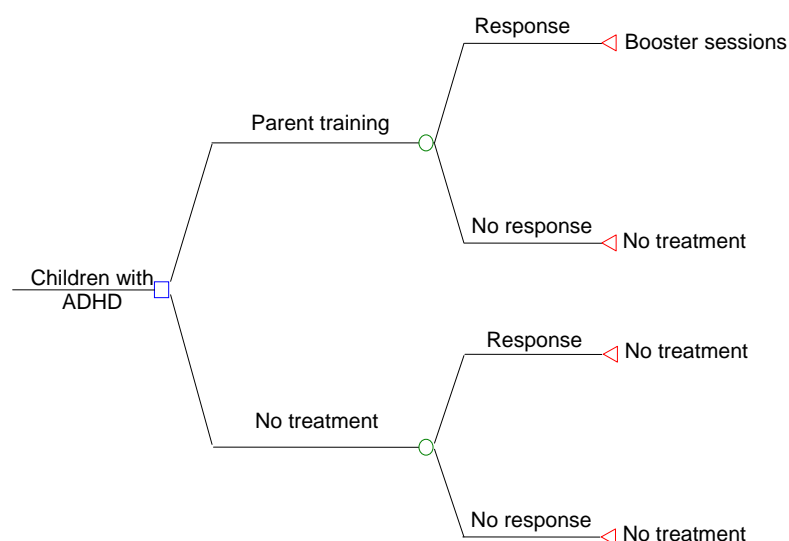 Response
Booster sessions
Parent training
No response
No treatment
Children with
ADHD
Response
No treatment
No treatment
No response
No treatment